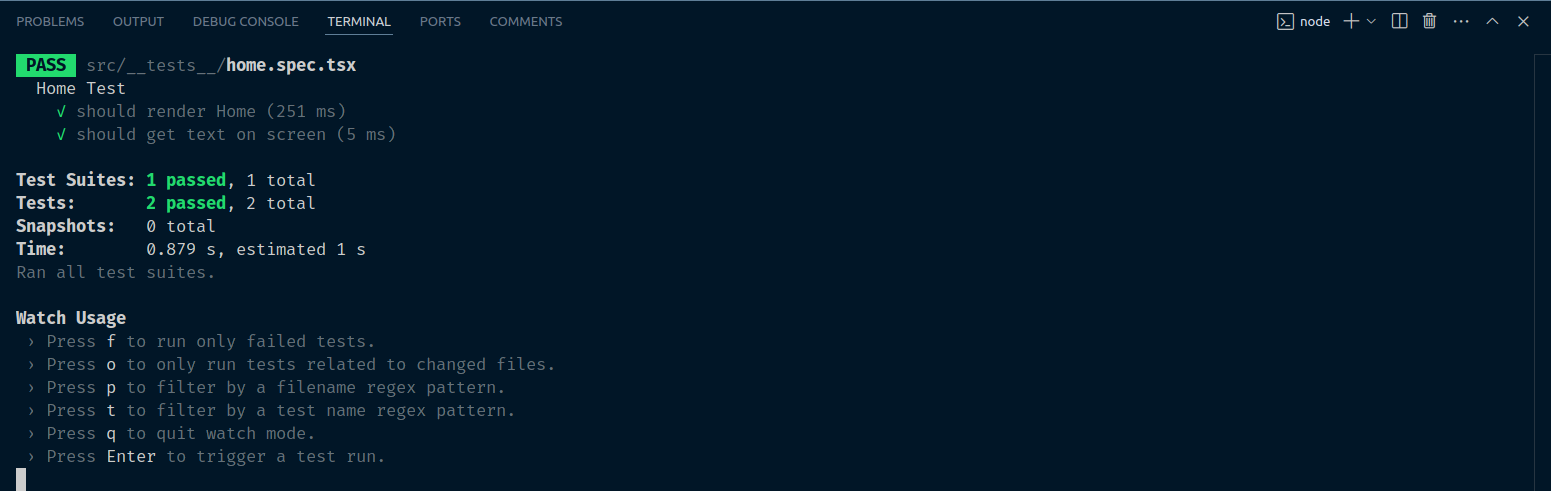 PROBLEMS OUTPUT DEBUG CONSOLE TERMINAL PORTS COMMENTS node
PASS src/__tests__/home.spec.tsx
Home Test
√ should render Home (251 ms)
√ should get text on screen (5 ms)
Test Suites: 1 passed, 1 total
Tests: 2 passed, 2 total
Snapshots: 0 total
Time: 0.879 s, estimated 1 s
Ran all test suites.
Watch Usage
› Press f to run only failed tests.
› Press o to only run tests related to changed files.
› Press p to filter by a filename regex pattern.
› Press t to filter by a test name regex pattern.
› Press q to quit watch mode.
› Press Enter to trigger a test run.